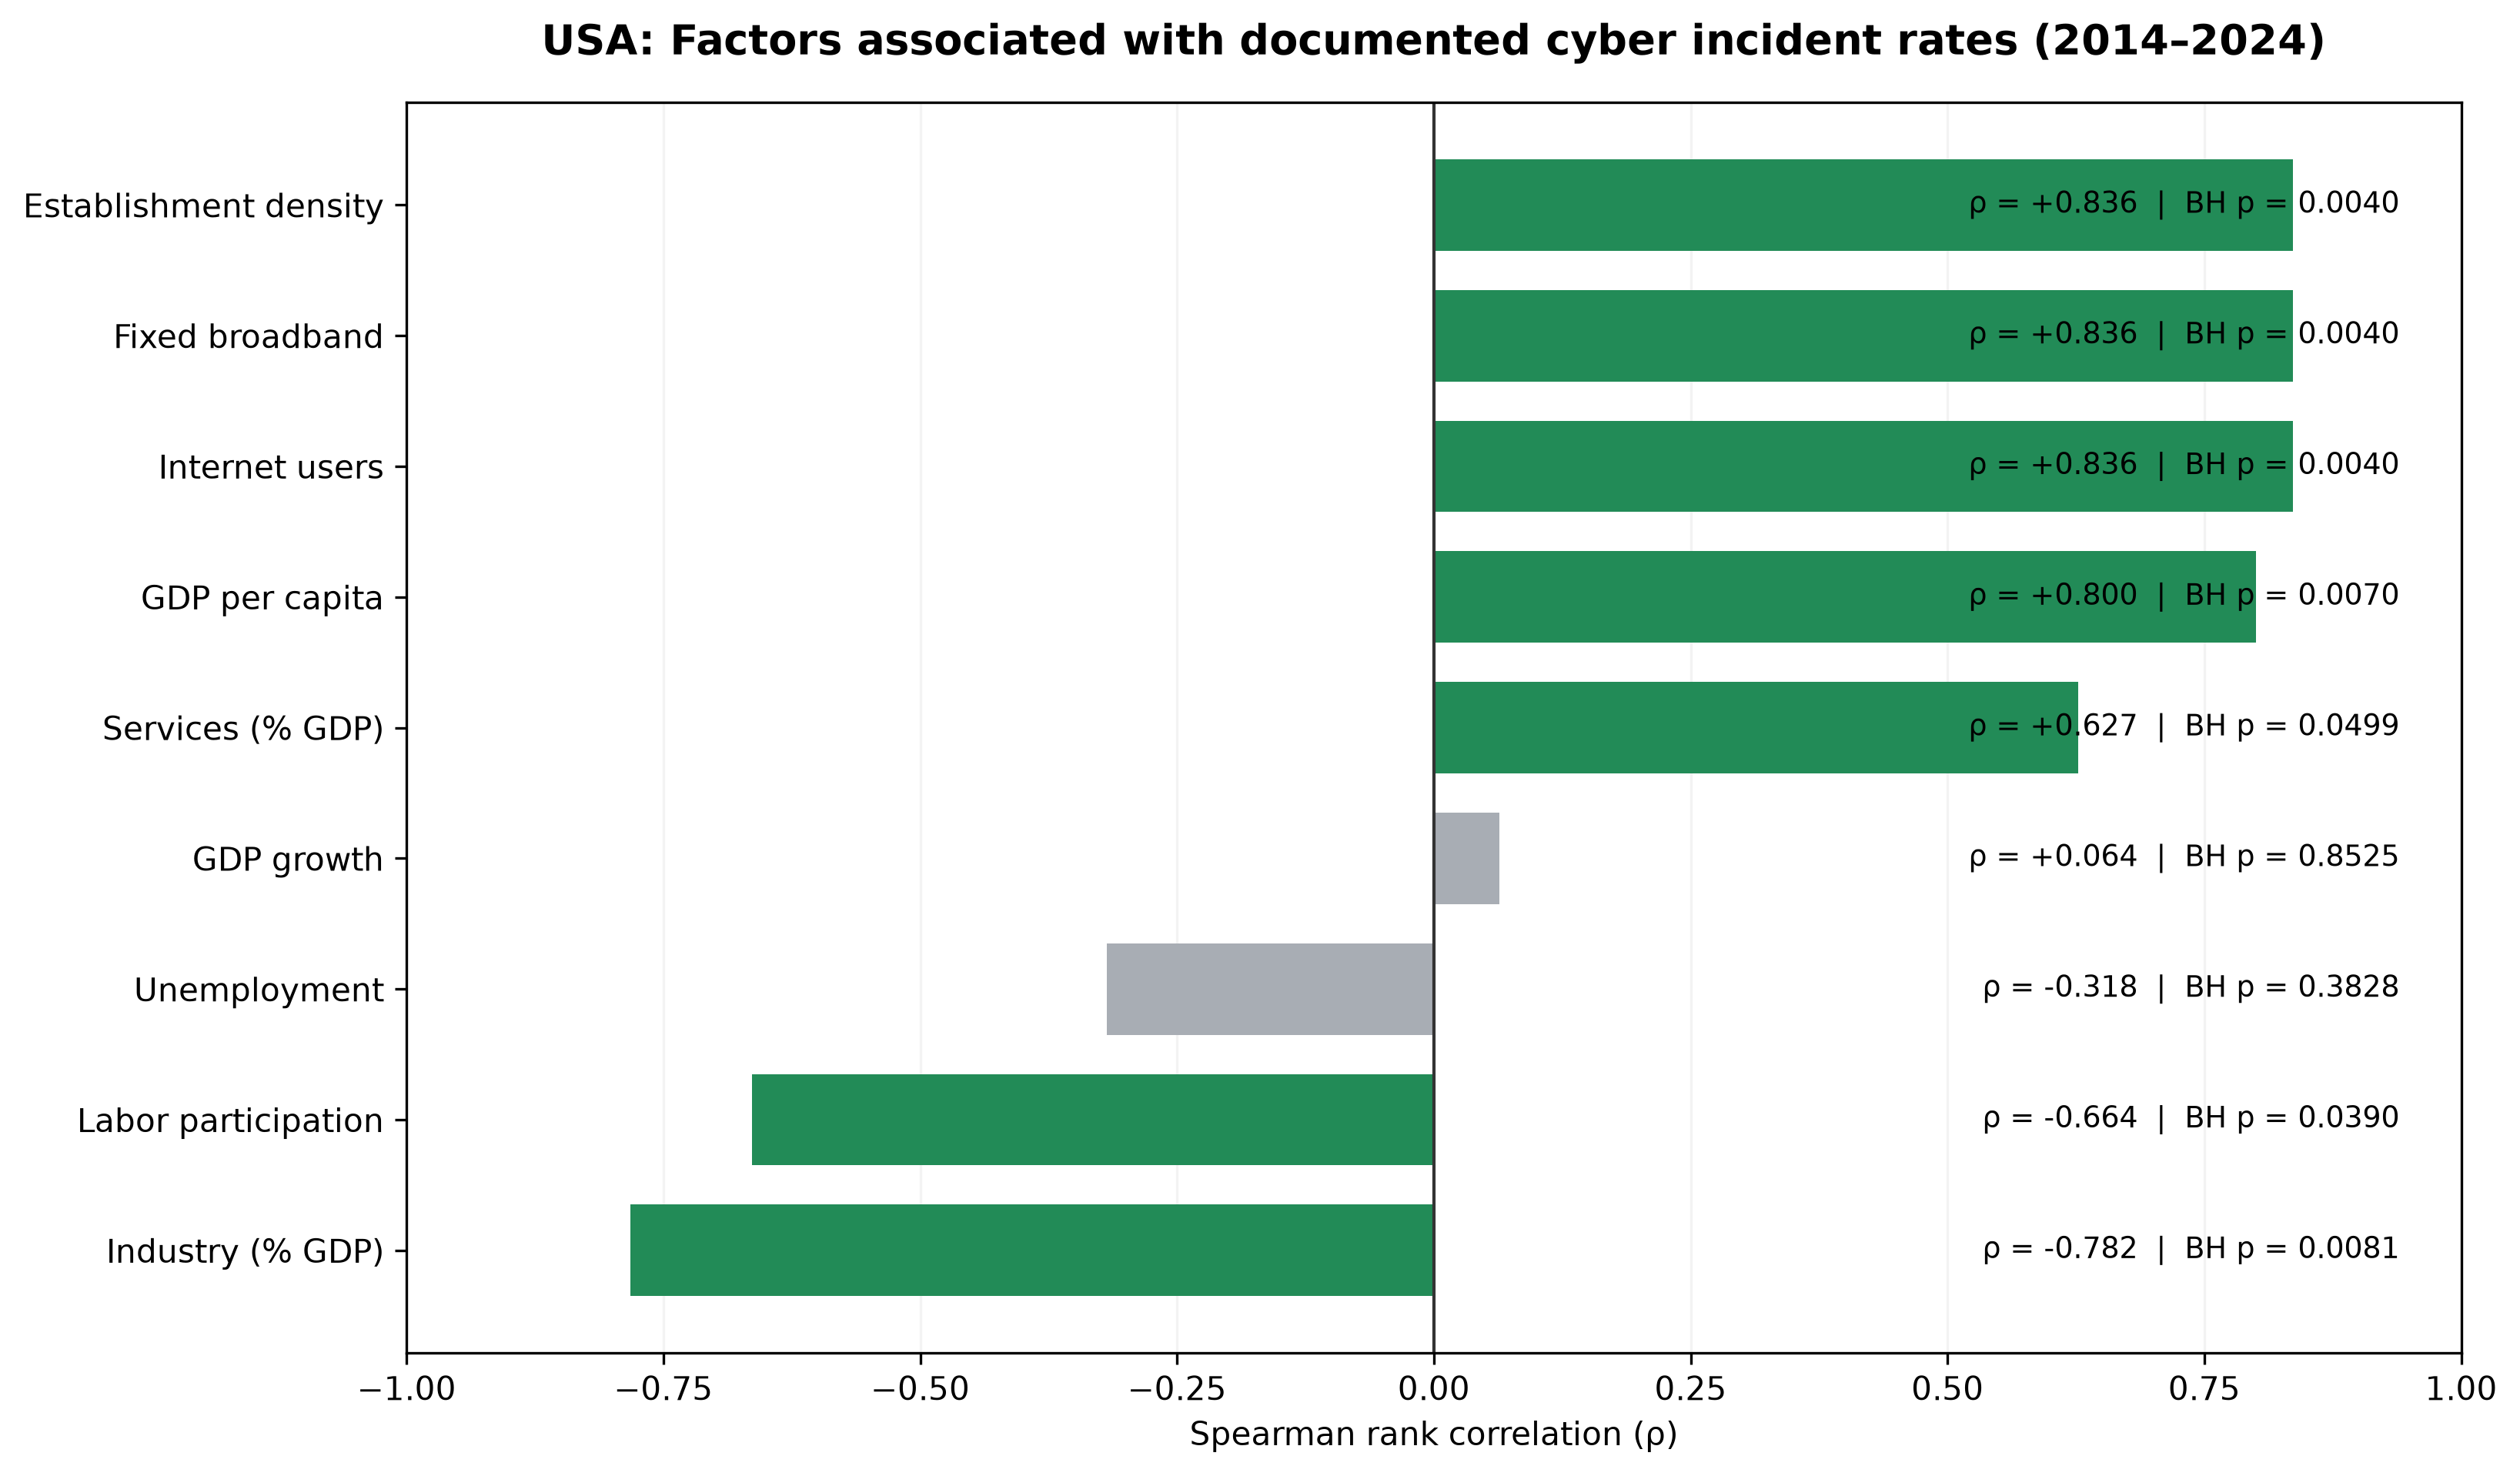 USA: Factors associated with documented cyber incident rates (2014–2024)
Establishment density
ρ = +0.836 | BH p = 0.0040
Fixed broadband
ρ = +0.836 | BH p = 0.0040
Internet users
ρ = +0.836 | BH p = 0.0040
GDP per capita
ρ = +0.800 | BH p = 0.0070
Services (% GDP)
ρ = +0.627 | BH p = 0.0499
GDP growth
ρ = +0.064 | BH p = 0.8525
Unemployment
ρ = -0.318 | BH p = 0.3828
Labor participation
ρ = -0.664 | BH p = 0.0390
Industry (% GDP)
ρ = -0.782 | BH p = 0.0081
−1.00 −0.75 −0.50 −0.25 0.00 0.25 0.50 0.75 1.00
Spearman rank correlation (ρ)